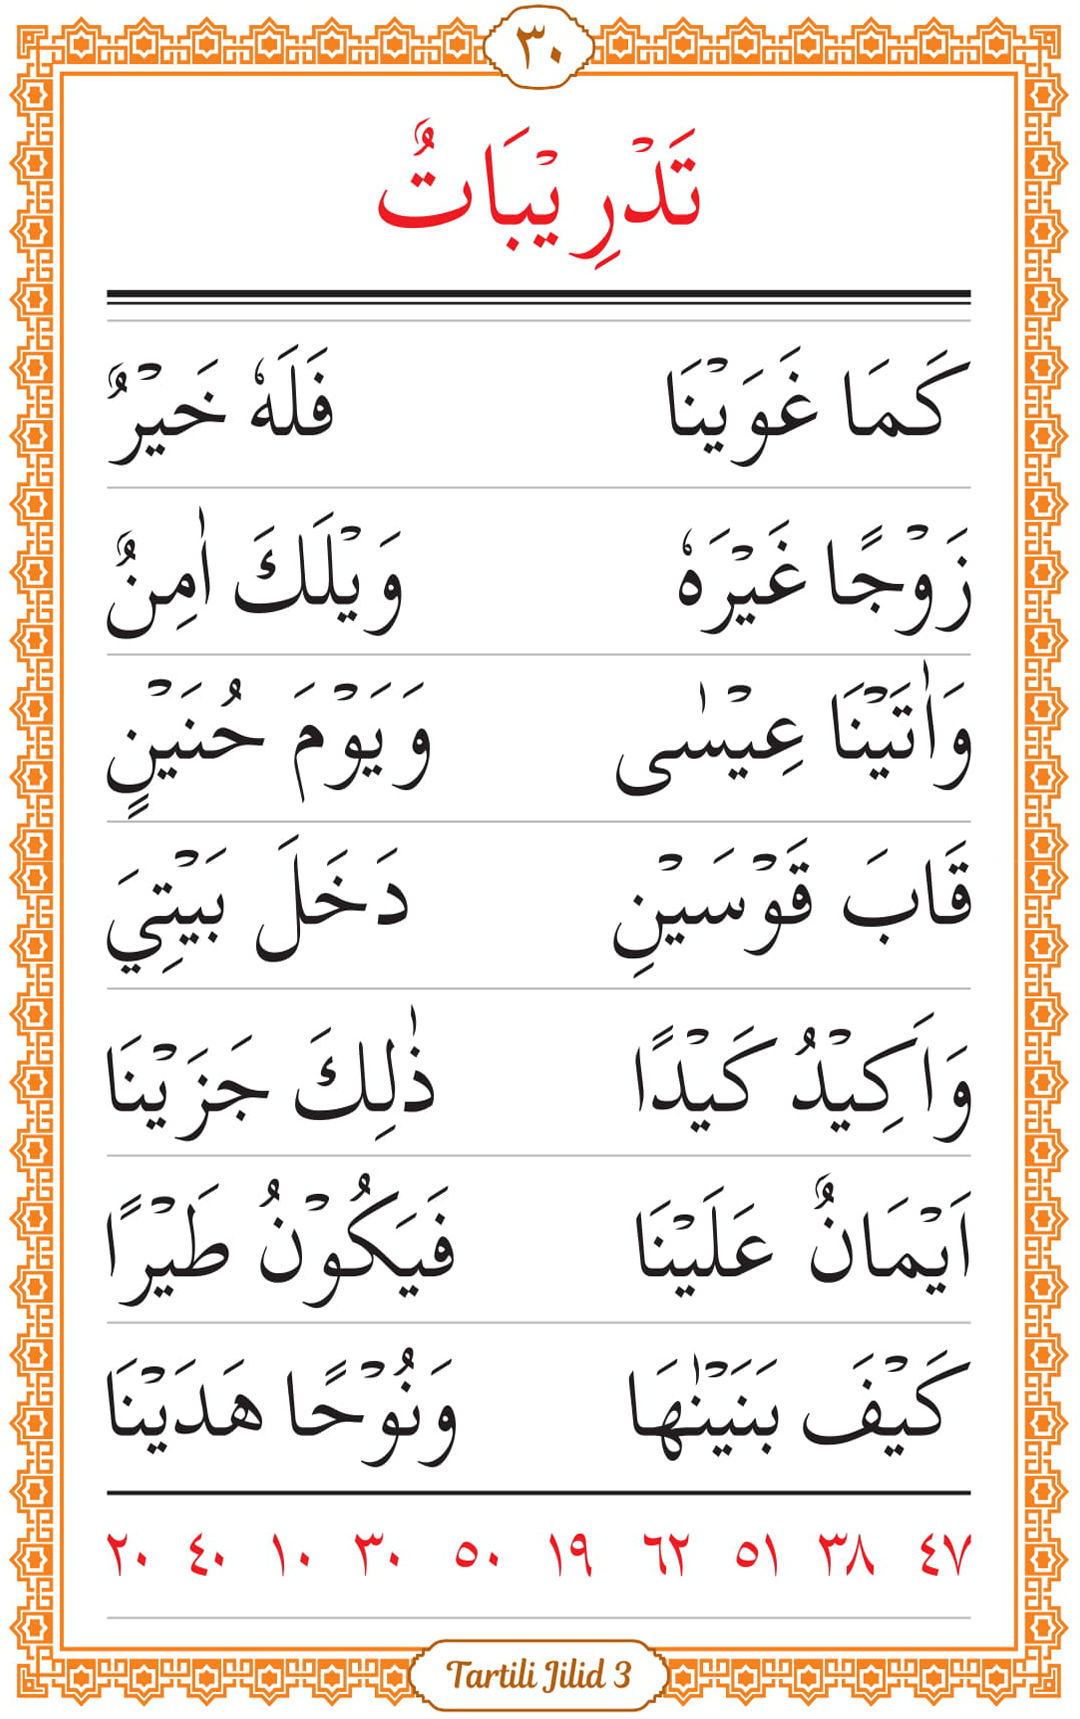 ٣٠
تَدْرِيْبَاتٌ
كَمَا غَوَيْنَا فَلَهٗ خَيْرٌ
زَوْجًا غَيْرَهٗ وَيْلَكَ اٰمِنٌ
وَاٰتَيْنَا عِيْسٰى وَيَوْمَ حُنَيْنٍ
قَابَ قَوْسَيْنِ دَخَلَ بَيْتِيَ
وَاَكِيْدُ كَيْدًا ذٰلِكَ جَزَيْنَا
اَيْمَانٌ عَلَيْنَا فَيَكُوْنُ طَيْرًا
كَيْفَ بَنَيْنٰهَا وَنُوْحًا هَدَيْنَا
٤٧ ٣٨ ٥١ ٦٢ ١٩ ٥٠ ٣٠ ١٠ ٤٠ ٢٠
Tartili Jilid 3